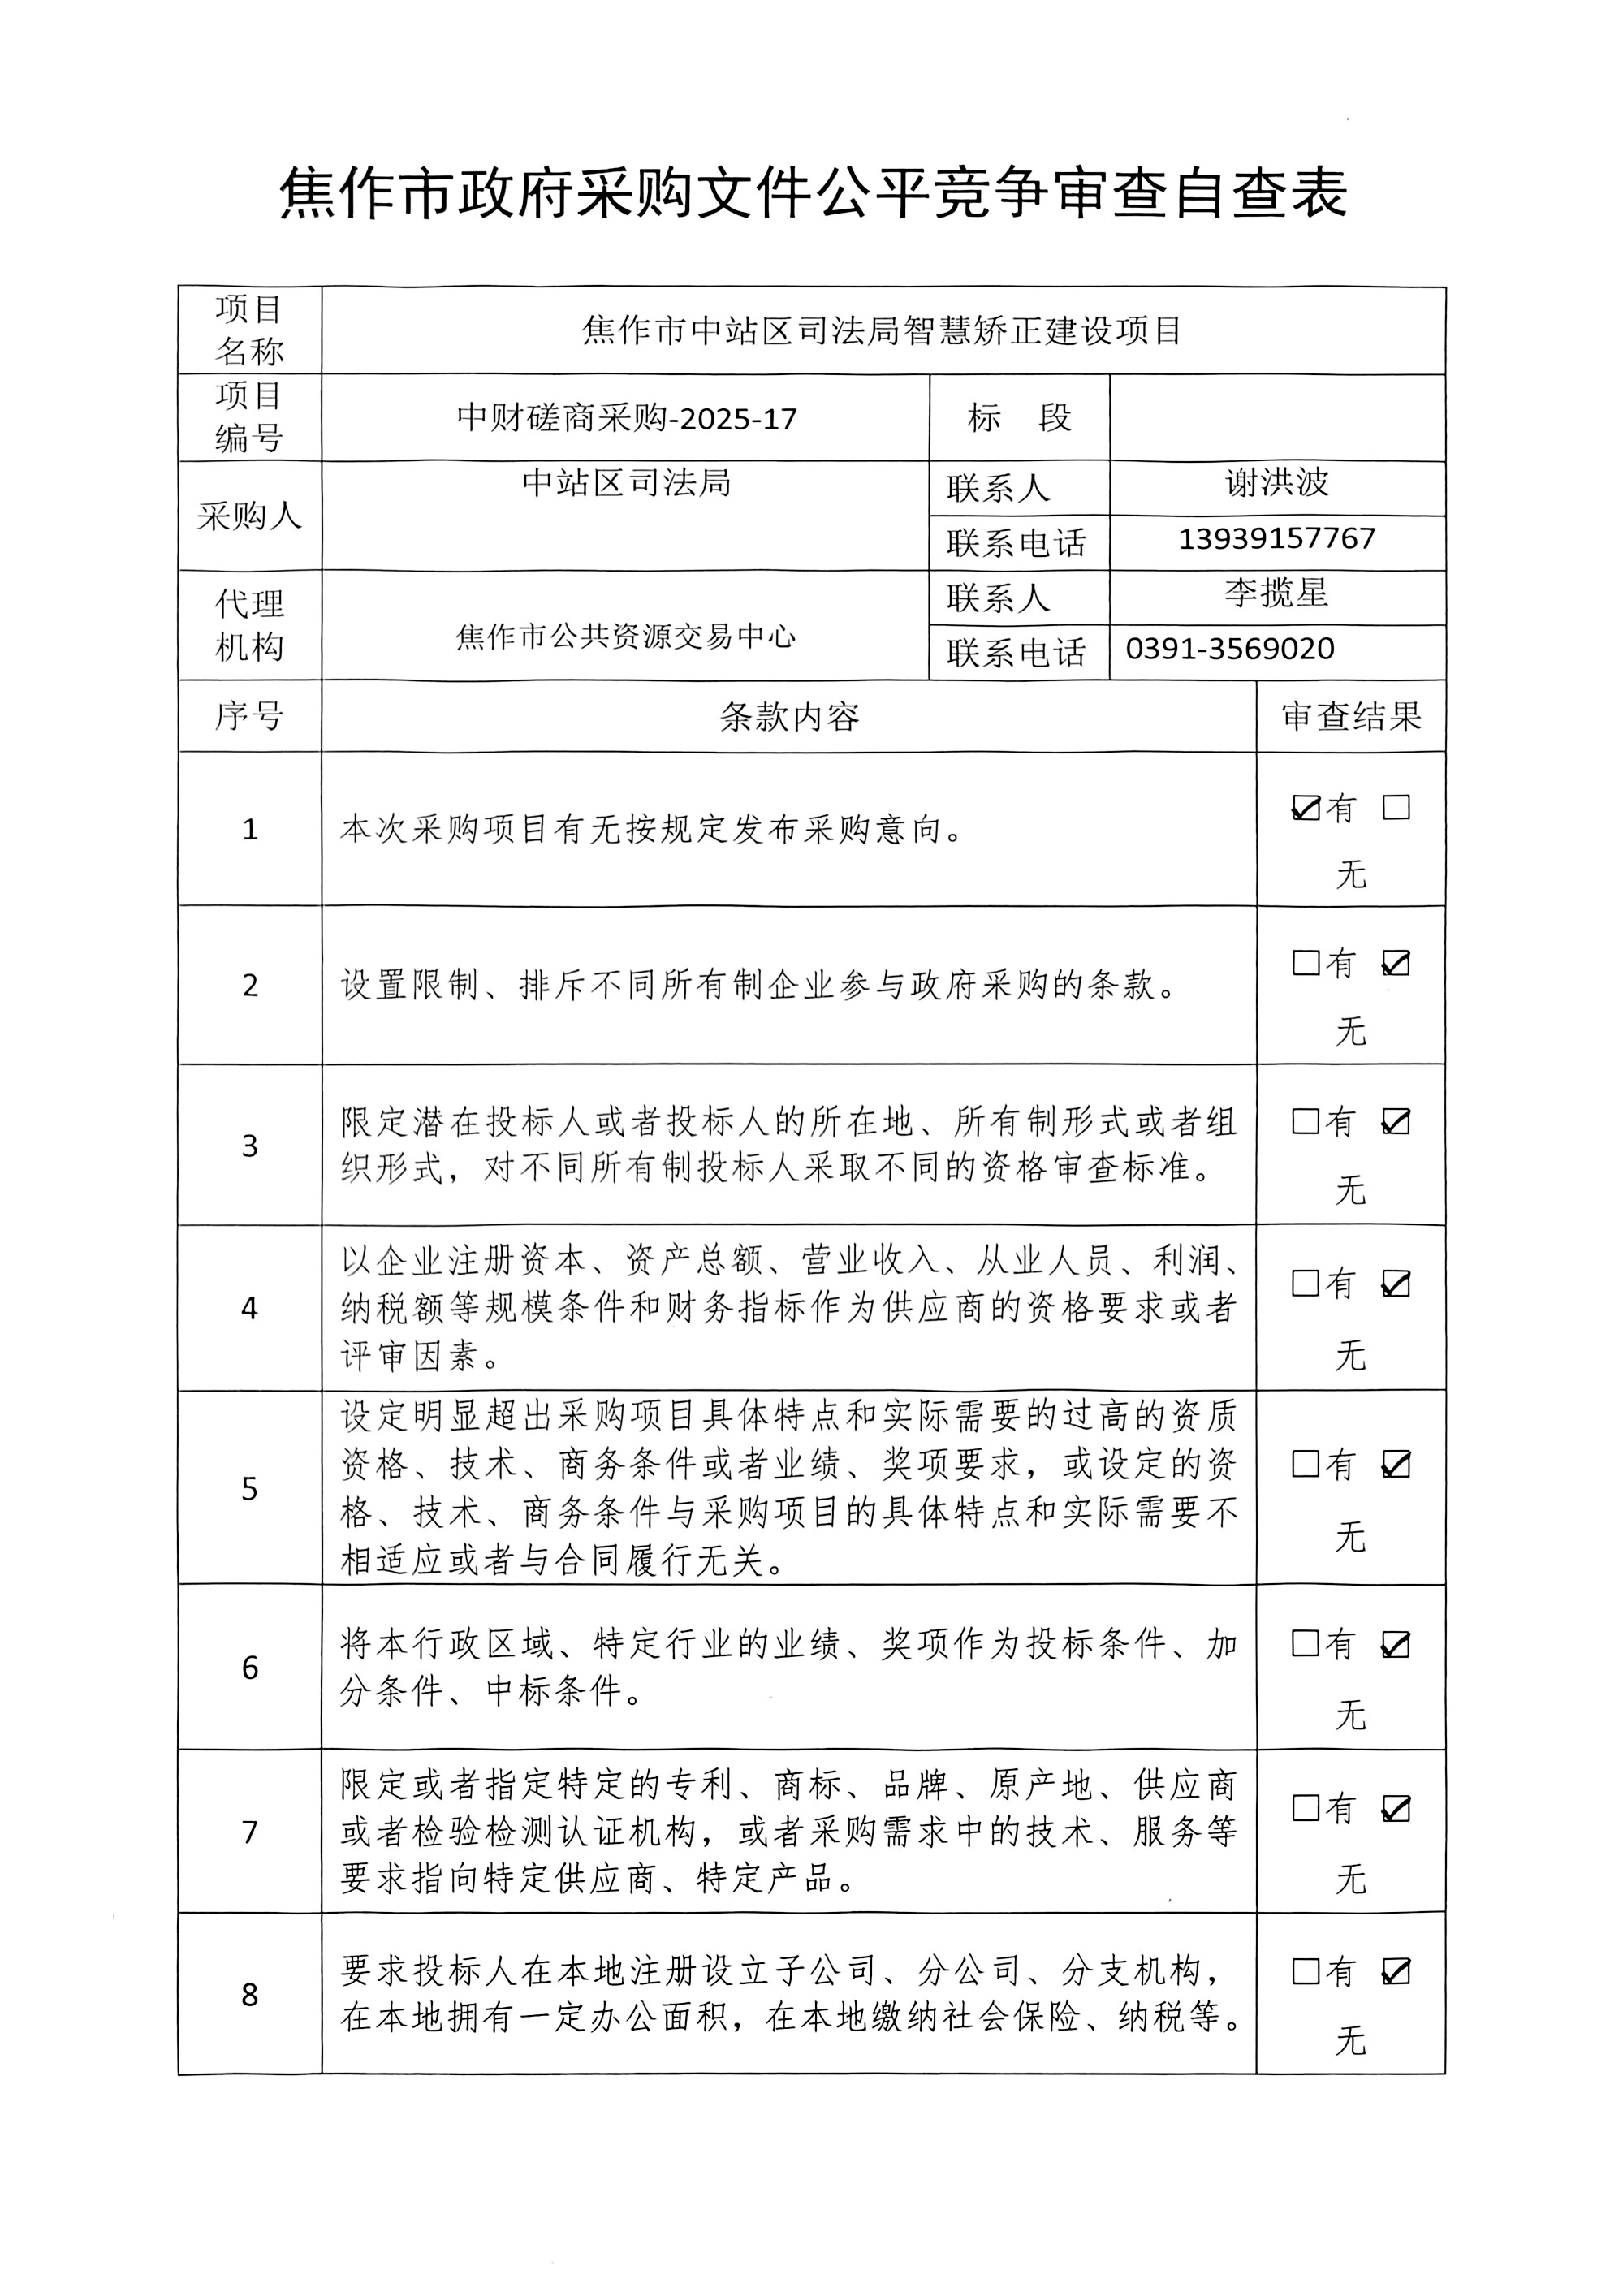 焦作市政府采购文件公平竞争审查自查表
项目
名称
焦作市中站区司法局智慧矫正建设项目
项目
编号
中财磋商采购-2025-17
标 段
采购人
中站区司法局
联系人
谢洪波
联系电话
13939157767
代理
机构
焦作市公共资源交易中心
联系人
李揽星
联系电话
0391-3569020
序号
条款内容
审查结果
1
本次采购项目有无按规定发布采购意向。
☑有 □
无
2
设置限制、排斥不同所有制企业参与政府采购的条款。
□有 ☑
无
3
限定潜在投标人或者投标人的所在地、所有制形式或者组
织形式，对不同所有制投标人采取不同的资格审查标准。
□有 ☑
无
4
以企业注册资本、资产总额、营业收入、从业人员、利润、
纳税额等规模条件和财务指标作为供应商的资格要求或者
评审因素。
□有 ☑
无
5
设定明显超出采购项目具体特点和实际需要的过高的资质
资格、技术、商务条件或者业绩、奖项要求，或设定的资
格、技术、商务条件与采购项目的具体特点和实际需要不
相适应或者与合同履行无关。
□有 ☑
无
6
将本行政区域、特定行业的业绩、奖项作为投标条件、加
分条件、中标条件。
□有 ☑
无
7
限定或者指定特定的专利、商标、品牌、原产地、供应商
或者检验检测认证机构，或者采购需求中的技术、服务等
要求指向特定供应商、特定产品。
□有 ☑
无
8
要求投标人在本地注册设立子公司、分公司、分支机构，
在本地拥有一定办公面积，在本地缴纳社会保险、纳税等。
□有 ☑
无